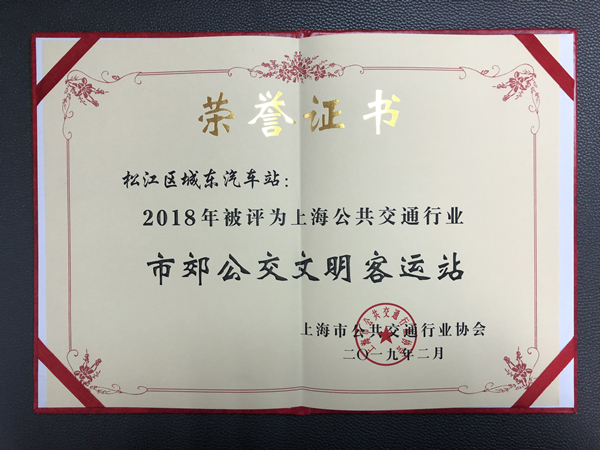 荣誉证书
松江区城东汽车站：
2018年被评为上海公共交通行业
市郊公交文明客运站
上海市公共交通行业协会
二〇一九年二月